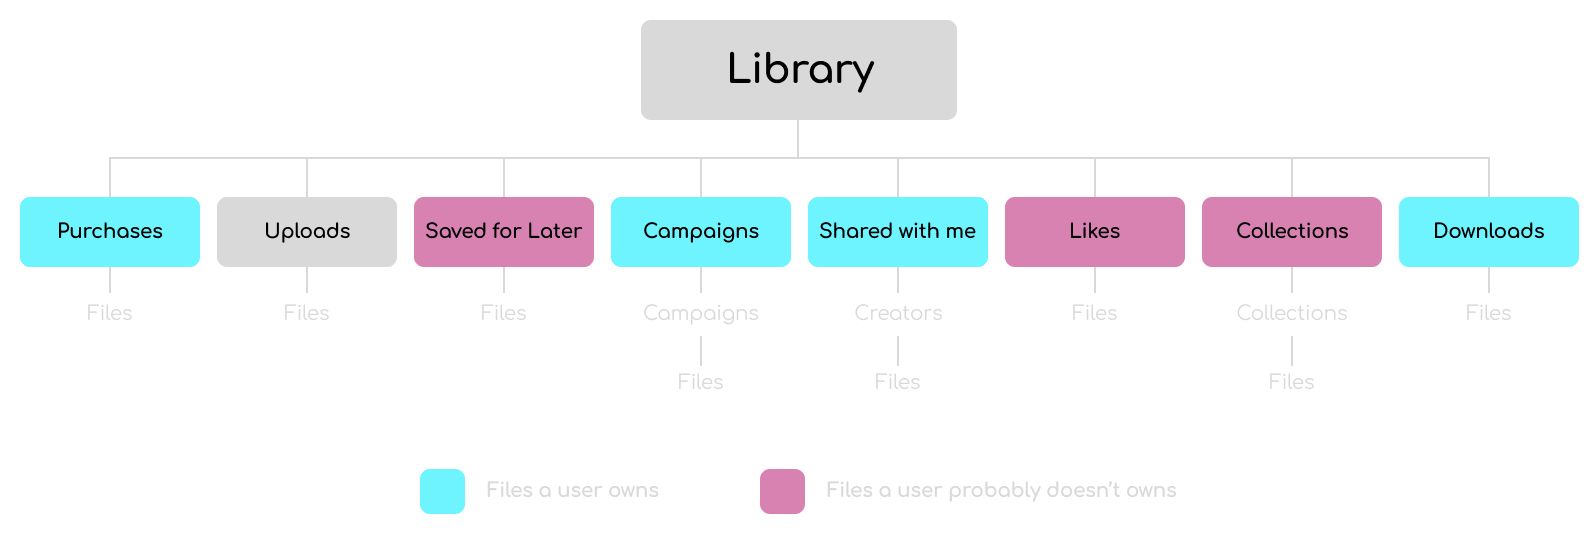 Library
Purchases
Uploads
Saved for Later
Campaigns
Shared with me
Likes
Collections
Downloads
Files
Files
Files
Campaigns
Creators
Files
Collections
Files
Files
Files
Files
Files a user owns
Files a user probably doesn't owns